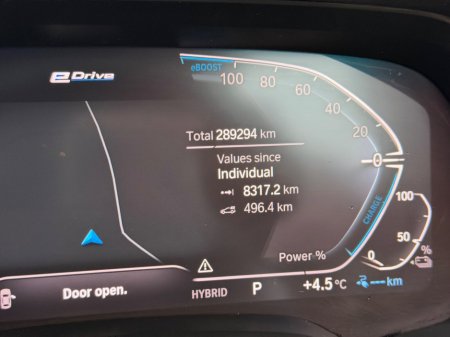 eDrive
eBOOST
100
80
60
40
20
0
Total 289294 km
Values since
Individual
8317.2 km
496.4 km
CHARGE
100
50
0
%
Power %
Door open.
HYBRID
P
+4.5 °C
--- km